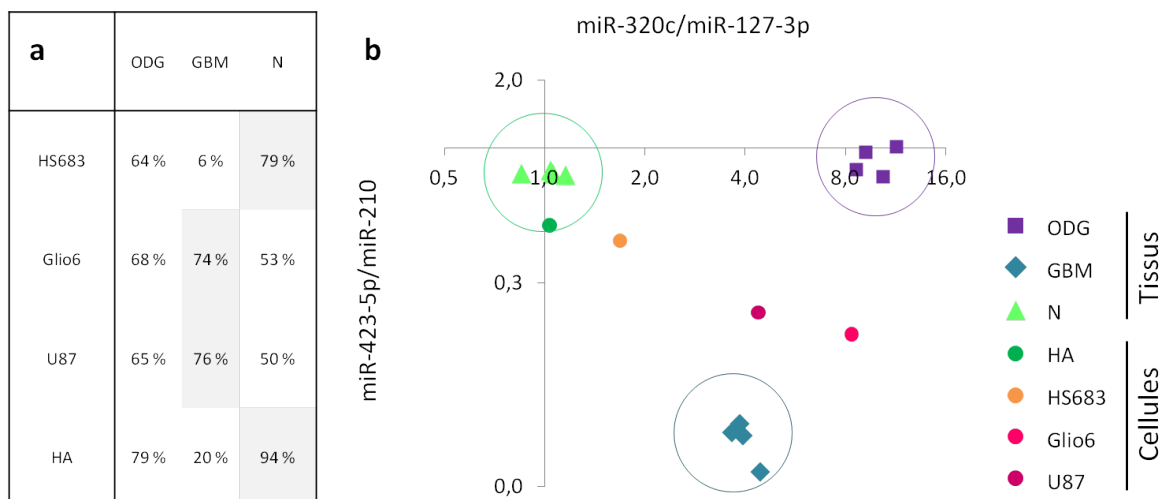 a
ODG GBM N
HS683 64 % 6 % 79 %
Glio6 68 % 74 % 53 %
U87 65 % 76 % 50 %
HA 79 % 20 % 94 %
b
miR-320c/miR-127-3p
miR-423-5p/miR-210
2,0
0,5 1,0 2,0 4,0 8,0 16,0
0,3
0,0
ODG
GBM
N
Tissus
HA
HS683
Glio6
U87
Cellules